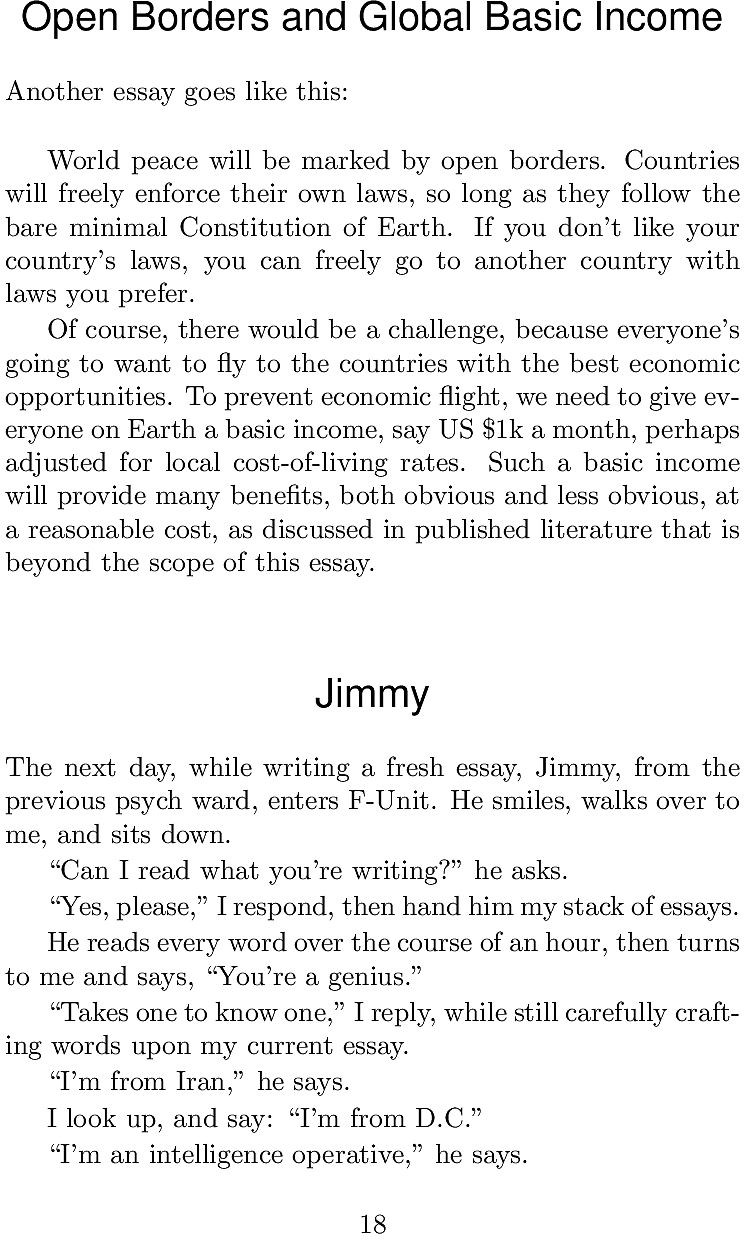 Open Borders and Global Basic Income
Another essay goes like this:
World peace will be marked by open borders. Countries
will freely enforce their own laws, so long as they follow the
bare minimal Constitution of Earth. If you don’t like your
country’s laws, you can freely go to another country with
laws you prefer.
Of course, there would be a challenge, because everyone’s
going to want to fly to the countries with the best economic
opportunities. To prevent economic flight, we need to give ev-
eryone on Earth a basic income, say US $1k a month, perhaps
adjusted for local cost-of-living rates. Such a basic income
will provide many benefits, both obvious and less obvious, at
a reasonable cost, as discussed in published literature that is
beyond the scope of this essay.
Jimmy
The next day, while writing a fresh essay, Jimmy, from the
previous psych ward, enters F-Unit. He smiles, walks over to
me, and sits down.
“Can I read what you’re writing?” he asks.
“Yes, please,” I respond, then hand him my stack of essays.
He reads every word over the course of an hour, then turns
to me and says, “You’re a genius.”
“Takes one to know one,” I reply, while still carefully craft-
ing words upon my current essay.
“I’m from Iran,” he says.
I look up, and say: “I’m from D.C.”
“I’m an intelligence operative,” he says.
18